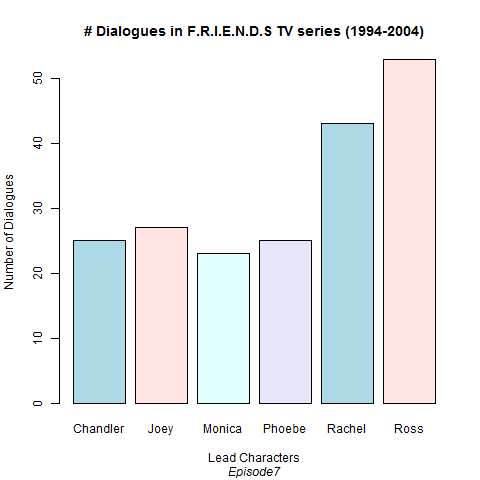 # Dialogues in F.R.I.E.N.D.S TV series (1994-2004)
Number of Dialogues
50
40
30
20
10
0
Chandler Joey Monica Phoebe Rachel Ross
Lead Characters
Episode7